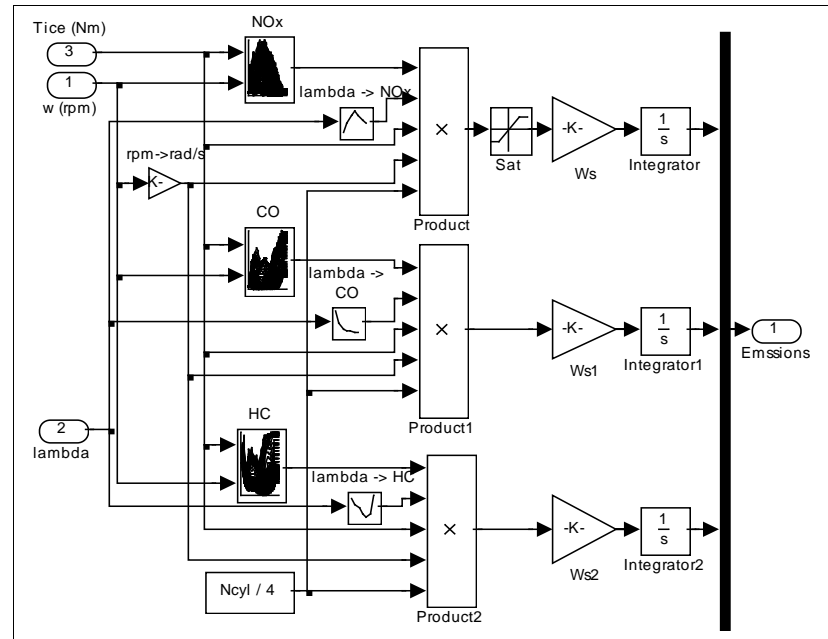 Tice (Nm)
3
1
w (rpm)
NOx
lambda -> NOx
rpm->rad/s
K-
×
Product
Sat
-K-
Ws
1
s
Integrator
CO
lambda ->
CO
×
Product1
-K-
Ws1
1
s
Integrator1
1
Emssions
2
lambda
HC
lambda -> HC
×
Product2
-K-
Ws2
1
s
Integrator2
Ncyl / 4